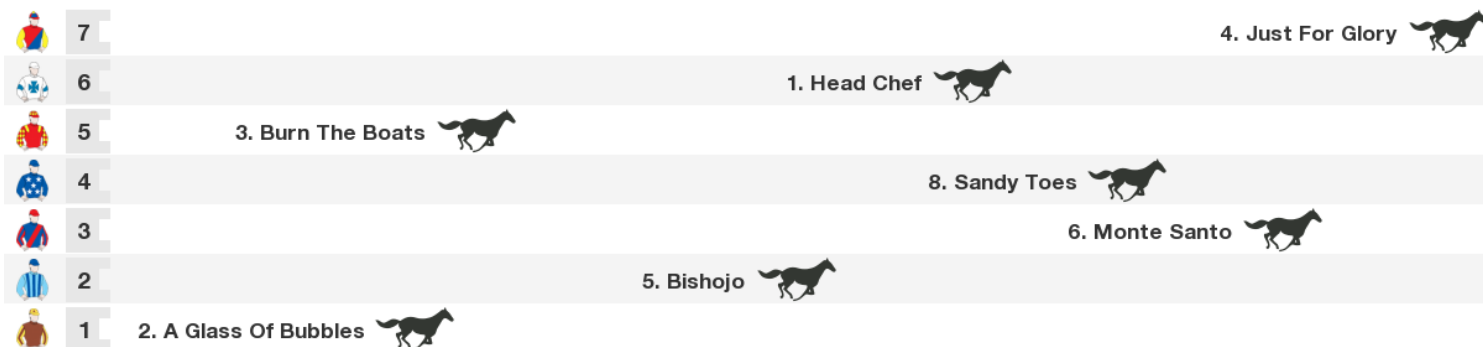 7 4. Just For Glory
6 1. Head Chef
5 3. Burn The Boats
4 8. Sandy Toes
3 6. Monte Santo
2 5. Bishojo
1 2. A Glass Of Bubbles